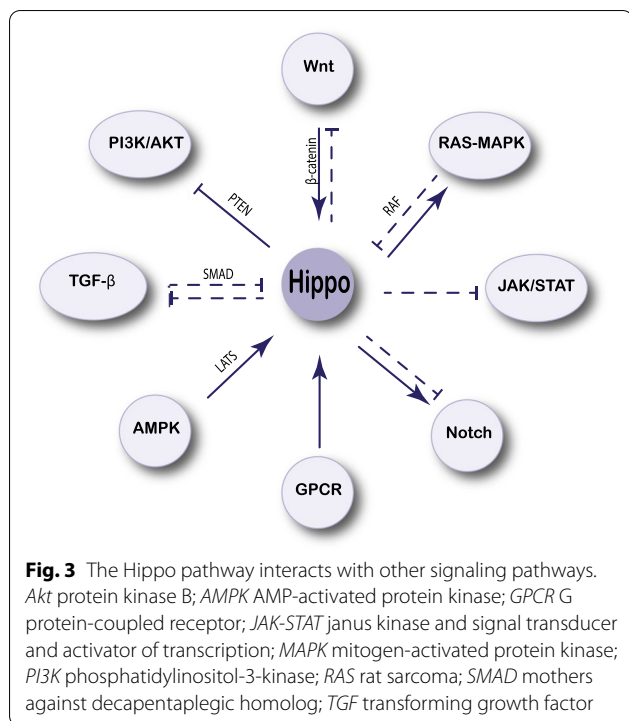 Wnt
PI3K/AKT
RAS-MAPK
β-catenin
PTEN
RAF
TGF-β
SMAD
Hippo
JAK/STAT
LATS
AMPK
Notch
GPCR
Fig. 3 The Hippo pathway interacts with other signaling pathways.
Akt protein kinase B; AMPK AMP-activated protein kinase; GPCR G
protein-coupled receptor; JAK-STAT janus kinase and signal transducer
and activator of transcription; MAPK mitogen-activated protein kinase;
PI3K phosphatidylinositol-3-kinase; RAS rat sarcoma; SMAD mothers
against decapentaplegic homolog; TGF transforming growth factor